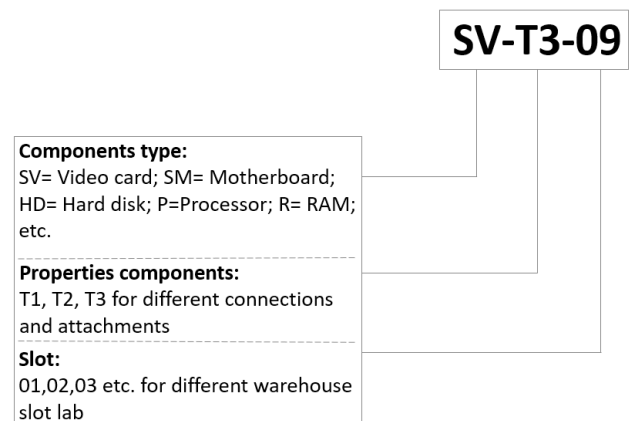 SV-T3-09
Components type:
SV= Video card; SM= Motherboard;
HD= Hard disk; P=Processor; R= RAM;
etc.
Properties components:
T1, T2, T3 for different connections
and attachments
Slot:
01,02,03 etc. for different warehouse
slot lab